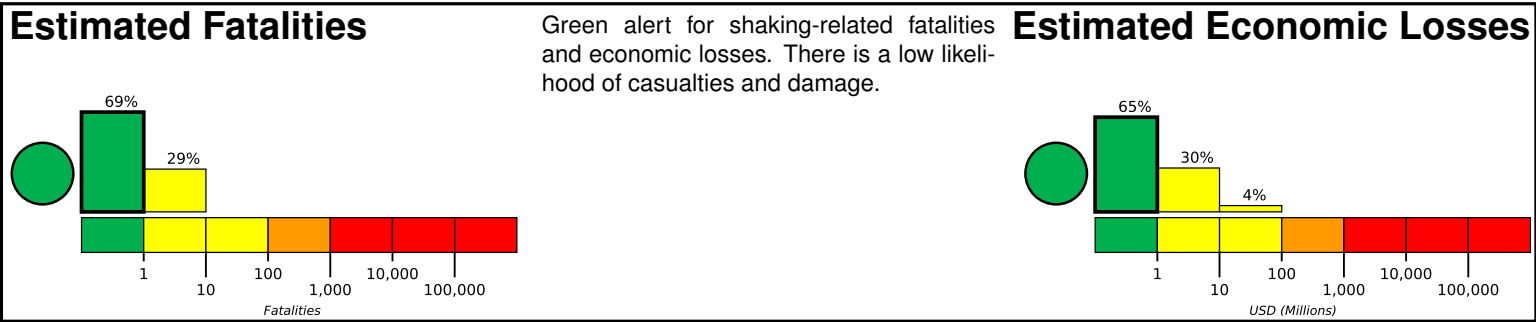 Estimated Fatalities
69%
29%
1
10
100
1,000
10,000
100,000
Fatalities
Green alert for shaking-related fatalities
and economic losses. There is a low likeli-
hood of casualties and damage.
Estimated Economic Losses
65%
30%
4%
1
10
100
1,000
10,000
100,000
USD (Millions)